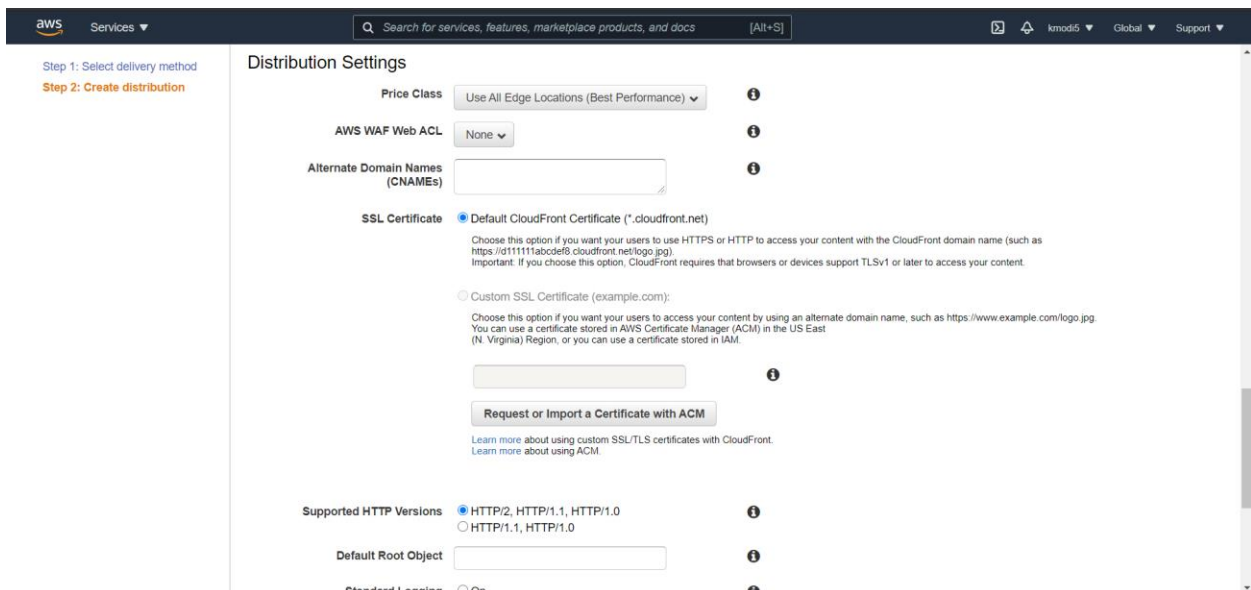 aws Services Search for services, features, marketplace products, and docs [Alt+S] kmodi5 Global Support
Step 1: Select delivery method
Step 2: Create distribution
Distribution Settings
Price Class Use All Edge Locations (Best Performance)
AWS WAF Web ACL None
Alternate Domain Names
(CNAMEs)
SSL Certificate Default CloudFront Certificate (*.cloudfront.net)
Choose this option if you want your users to use HTTPS or HTTP to access your content with the CloudFront domain name (such as
https://d111111abcdef8.cloudfront.net/logo.jpg).
Important: If you choose this option, CloudFront requires that browsers or devices support TLSv1 or later to access your content.
Custom SSL Certificate (example.com):
Choose this option if you want your users to access your content by using an alternate domain name, such as https://www.example.com/logo.jpg.
You can use a certificate stored in AWS Certificate Manager (ACM) in the US East
(N. Virginia) Region, or you can use a certificate stored in IAM.
Request or Import a Certificate with ACM
Learn more about using custom SSL/TLS certificates with CloudFront.
Learn more about using ACM.
Supported HTTP Versions HTTP/2, HTTP/1.1, HTTP/1.0
HTTP/1.1, HTTP/1.0
Default Root Object
Standard Logging On